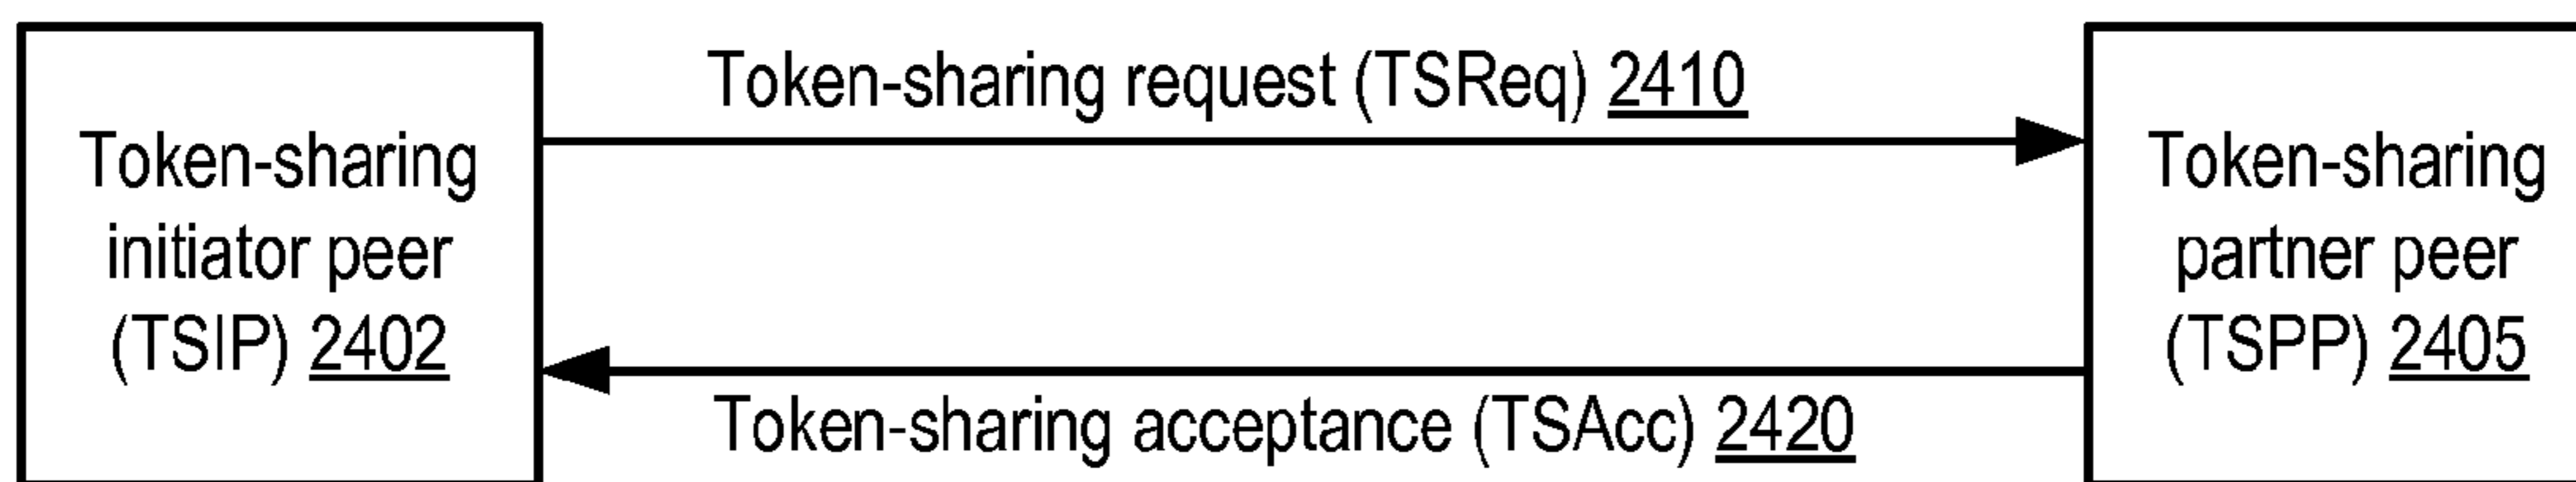 Token-sharing
initiator peer
(TSIP) 2402
Token-sharing request (TSReq) 2410
Token-sharing acceptance (TSAcc) 2420
Token-sharing
partner peer
(TSPP) 2405